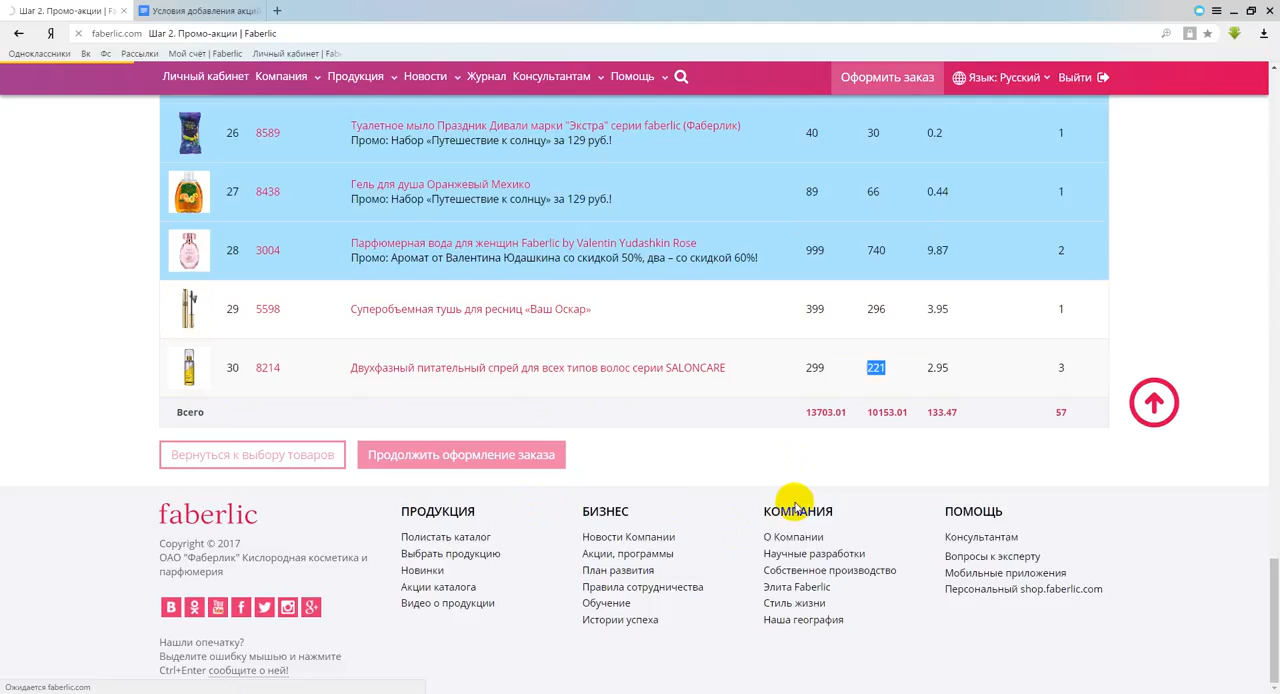 Шаг 2. Промо-акции | F
Условия добавления акций
faberlic.com Шаг 2. Промо-акции | Faberlic
Одноклассники Вк Фс Рассылки Мой счёт | Faberlic Личный кабинет | Fab
Личный кабинет Компания Продукция Новости Журнал Консультантам Помощь Оформить заказ Язык: Русский Выйти
26 8589 Туалетное мыло Праздник Дивали марки "Экстра" серии faberlic (Фаберлик) 40 30 0.2 1
Промо: Набор «Путешествие к солнцу» за 129 руб.!
27 8438 Гель для душа Оранжевый Мехико 89 66 0.44 1
Промо: Набор «Путешествие к солнцу» за 129 руб.!
28 3004 Парфюмерная вода для женщин Faberlic by Valentin Yudashkin Rose 999 740 9.87 2
Промо: Аромат от Валентина Юдашкина со скидкой 50%, два – со скидкой 60%!
29 5598 Суперобъемная тушь для ресниц «Ваш Оскар» 399 296 3.95 1
30 8214 Двухфазный питательный спрей для всех типов волос серии SALONCARE 299 221 2.95 3
Всего 13703.01 10153.01 133.47 57
Вернуться к выбору товаров Продолжить оформление заказа
faberlic
Copyright © 2017
ОАО "Фаберлик" Кислородная косметика и
парфюмерия
Нашли опечатку?
Выделите ошибку мышью и нажмите
Ctrl+Enter сообщите о ней!
ПРОДУКЦИЯ
Полистать каталог
Выбрать продукцию
Новинки
Акции каталога
Видео о продукции
БИЗНЕС
Новости Компании
Акции, программы
План развития
Правила сотрудничества
Обучение
Истории успеха
КОМПАНИЯ
О Компании
Научные разработки
Собственное производство
Элита Faberlic
Стиль жизни
Наша география
ПОМОЩЬ
Консультантам
Вопросы к эксперту
Мобильные приложения
Персональный shop.faberlic.com
Ожидается faberlic.com